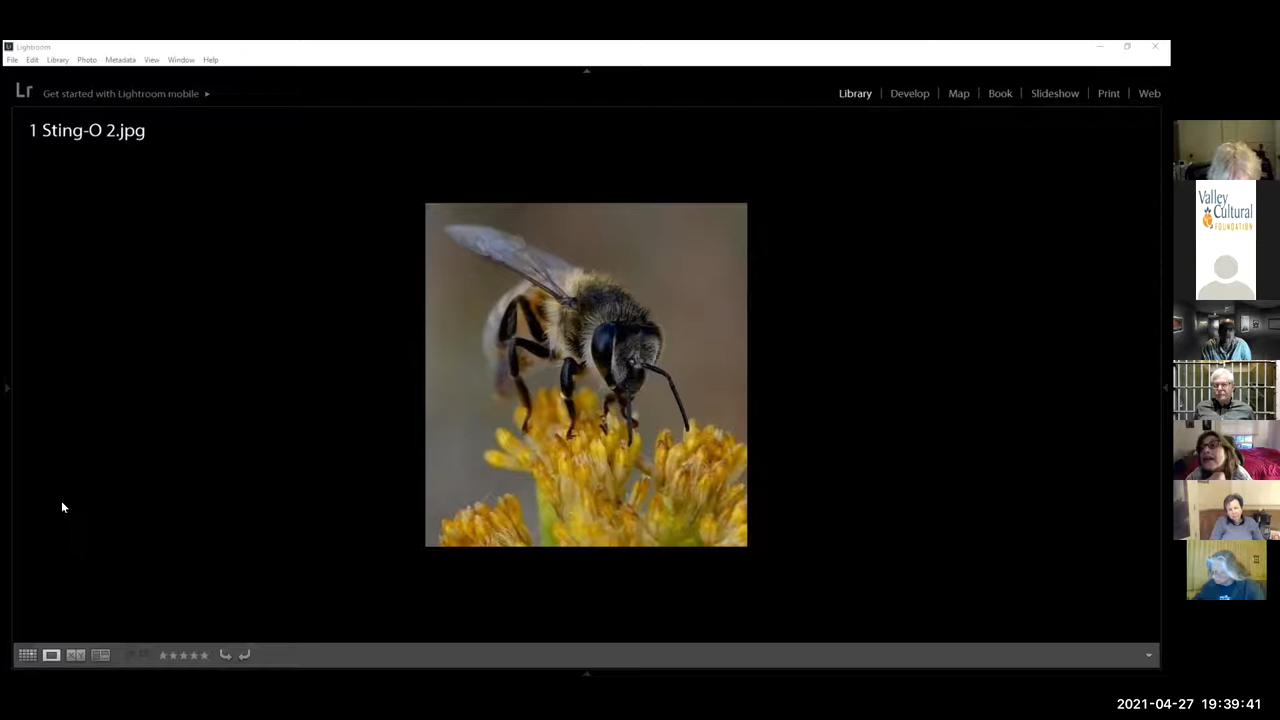 Lightroom
File Edit Library Photo Metadata View Window Help
Lr Get started with Lightroom mobile
Library | Develop | Map | Book | Slideshow | Print | Web
1 Sting-O 2.jpg
Valley
Cultural
FOUNDATION
2021-04-27 19:39:41